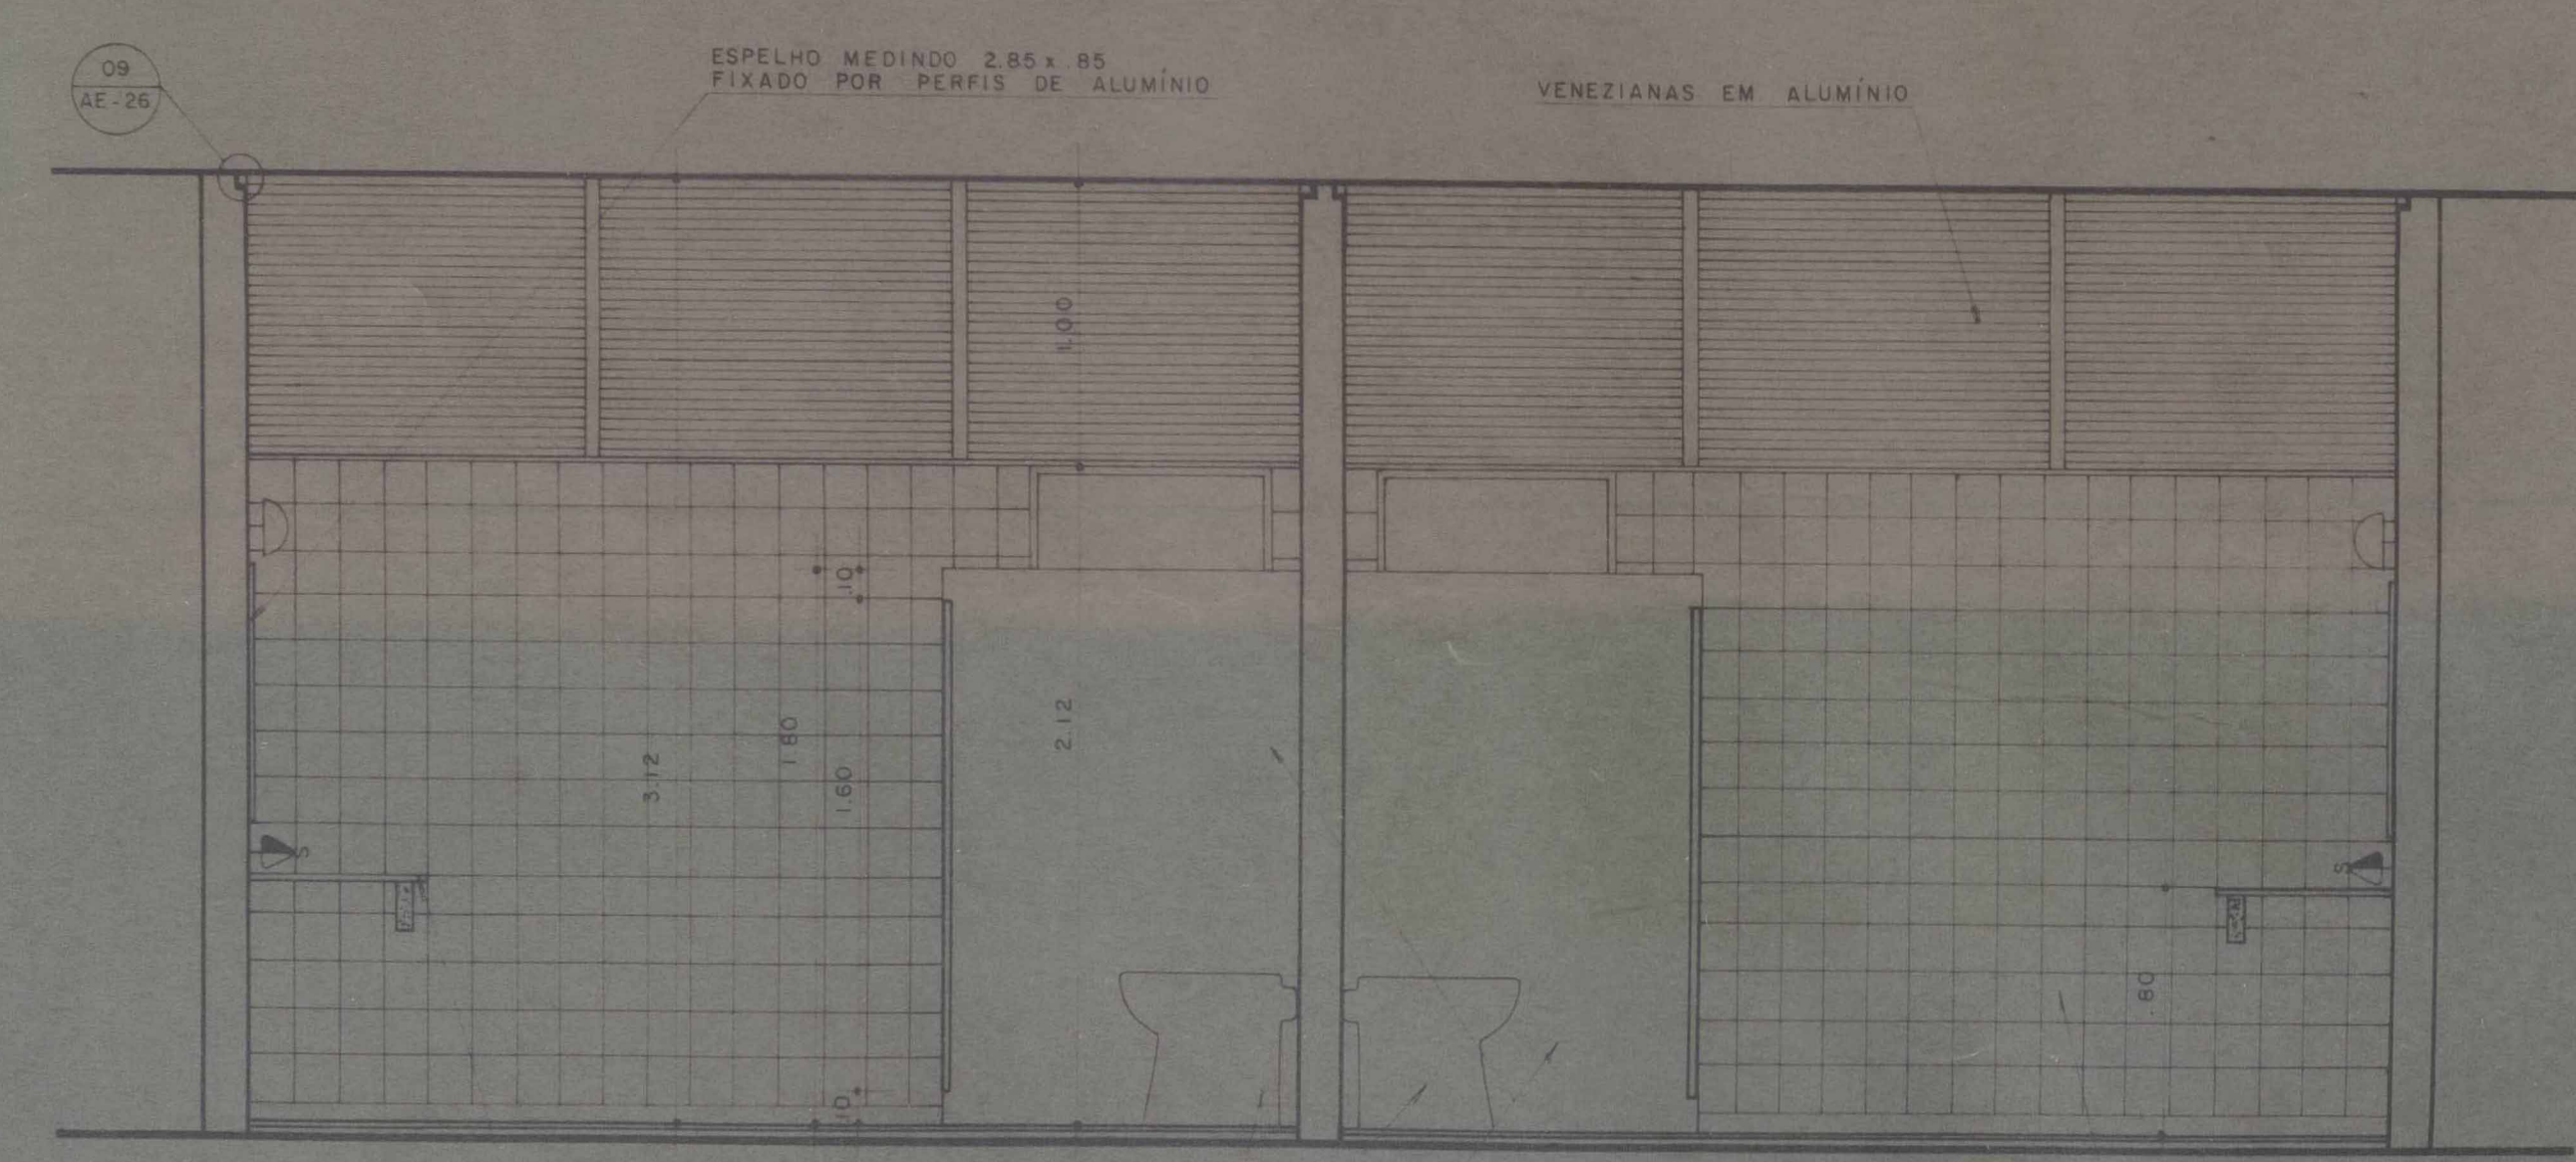 09
AE-26
ESPELHO MEDINDO 2.85 x .85
FIXADO POR PERFIS DE ALUMÍNIO
VENEZIANAS EM ALUMÍNIO
1.00
.10
2.12
1.80
3.12
1.60
S
S
.80
.10